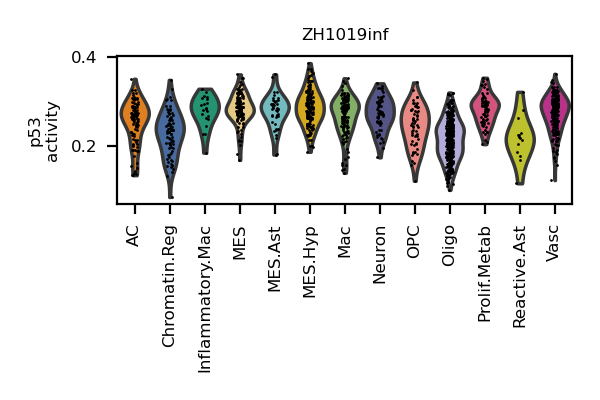 ZH1019inf
p53
activity
0.4
0.2
AC
Chromatin.Reg
Inflammatory.Mac
MES
MES.Ast
MES.Hyp
Mac
Neuron
OPC
Oligo
Prolif.Metab
Reactive.Ast
Vasc